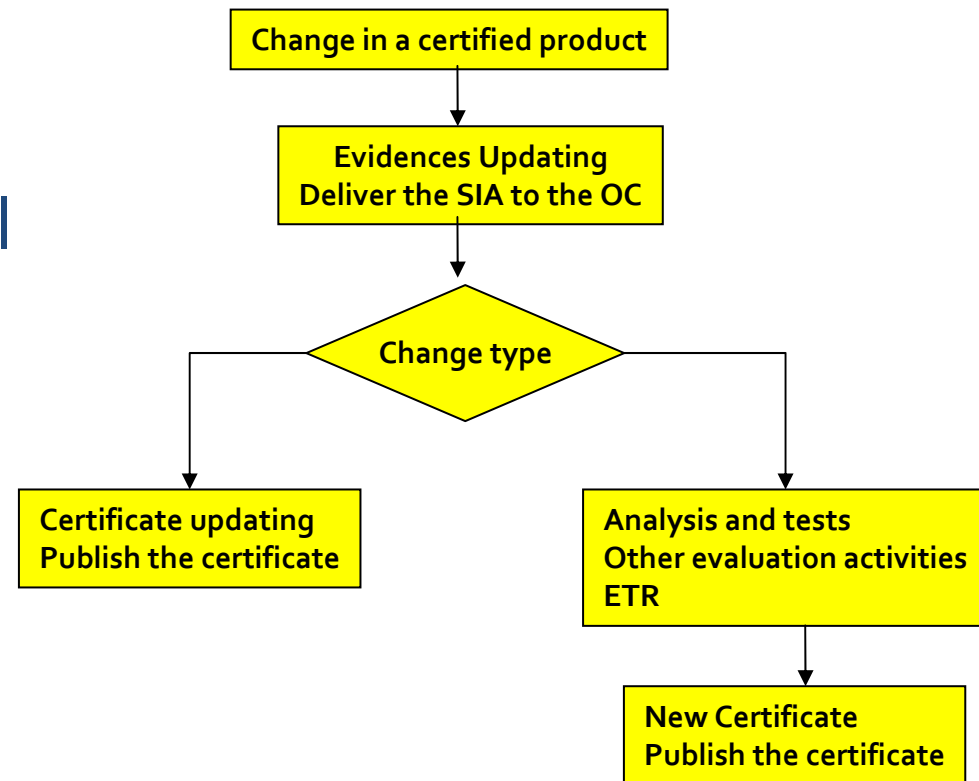 Change in a certified product
Evidences Updating
Deliver the SIA to the OC
Change type
Certificate updating
Publish the certificate
Analysis and tests
Other evaluation activities
ETR
New Certificate
Publish the certificate